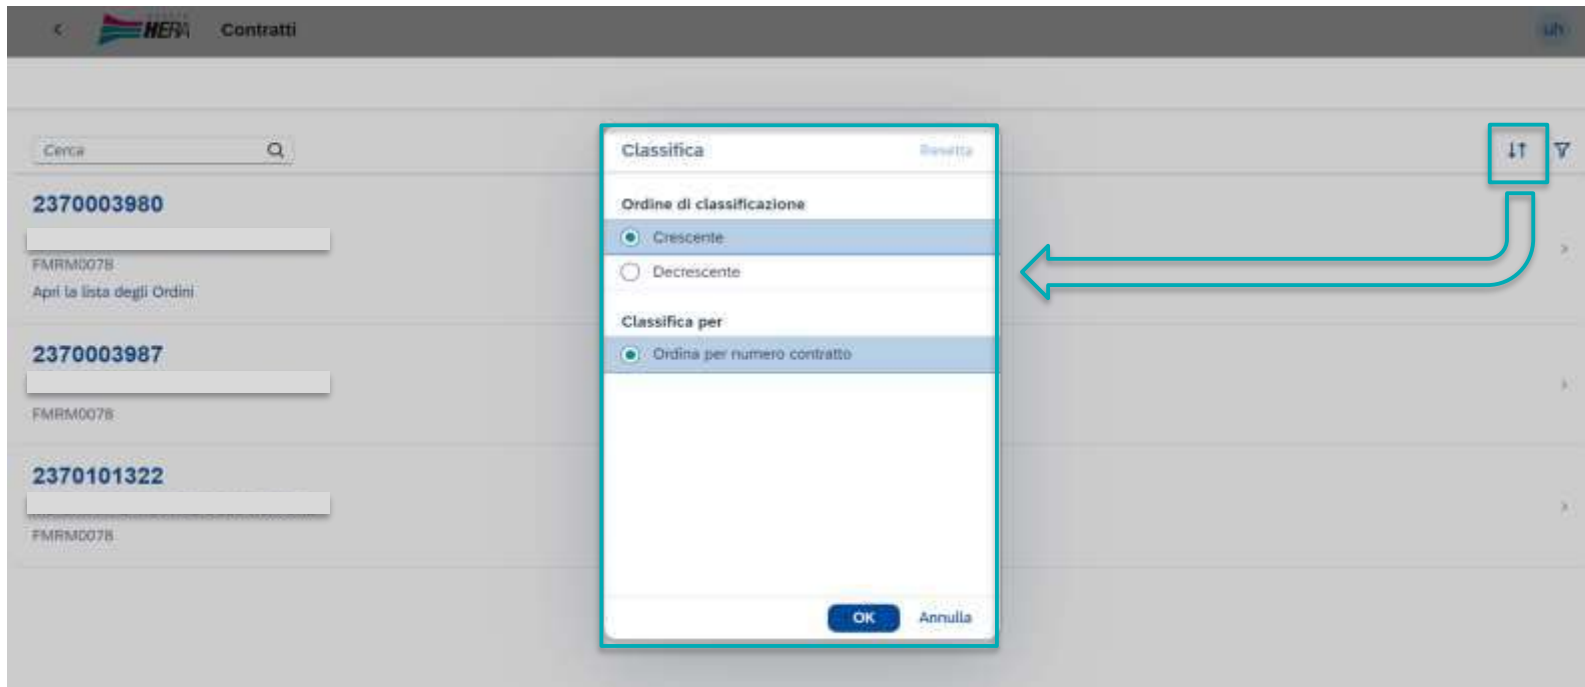 HERA
Contratti
uh
Cerca
2370003980
FMRM0078
Apri la lista degli Ordini
2370003987
FMRM0078
2370101322
FMRM0078
Classifica
Resetta
Ordine di classificazione
Crescente
Decrescente
Classifica per
Ordina per numero contratto
OK
Annulla